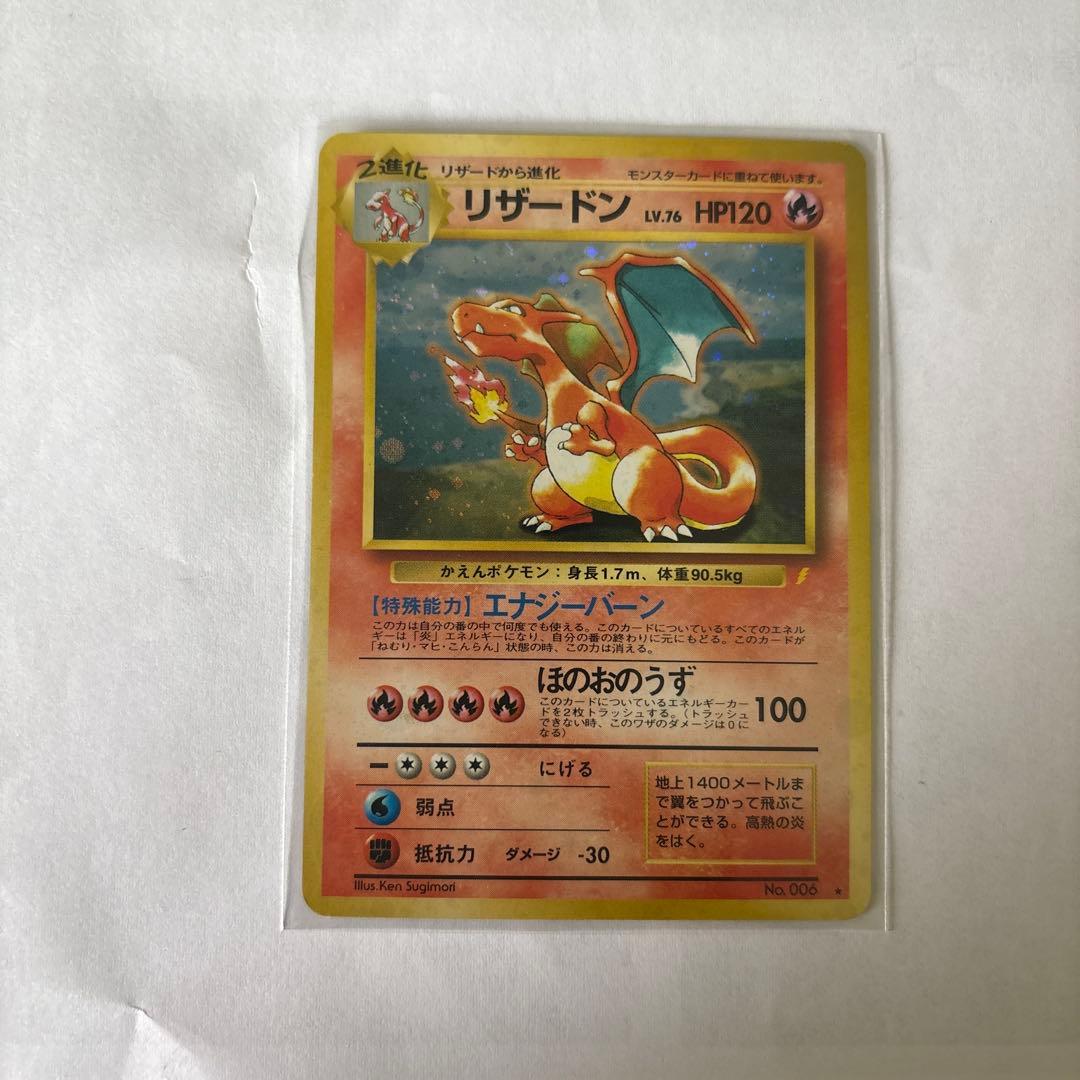 2進化 リザードから進化 モンスターカードに重ねて使います。
リザードン LV.76 HP120
かえんポケモン：身長1.7m、体重90.5kg
【特殊能力】エナジーバーン
この力は自分の番の中で何度でも使える。このカードについているすべてのエネル
ギーは「炎」エネルギーになり、自分の番の終わりに元にもどる。このカードが
「ねむり・マヒ・こんらん」状態の時、この力は消える。
ほのおのうず
このカードについているエネルギーカー
ドを2枚トラッシュする。（トラッシュ
できない時、このワザのダメージは0に
なる）
100
ー にげる
弱点
抵抗力 ダメージ -30
地上1400メートルま
で翼をつかって飛ぶこ
とができる。高熱の炎
をはく。
Illus.Ken Sugimori No. 006 ★